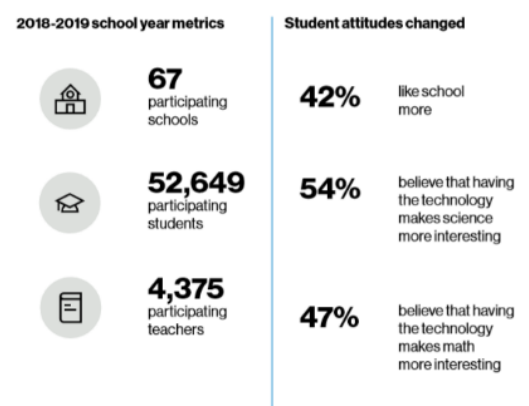 2018-2019 school year metrics
67
participating
schools
52,649
participating
students
4,375
participating
teachers
Student attitudes changed
42%
like school
more
54%
believe that having
the technology
makes science
more interesting
47%
believe that having
the technology
makes math
more interesting